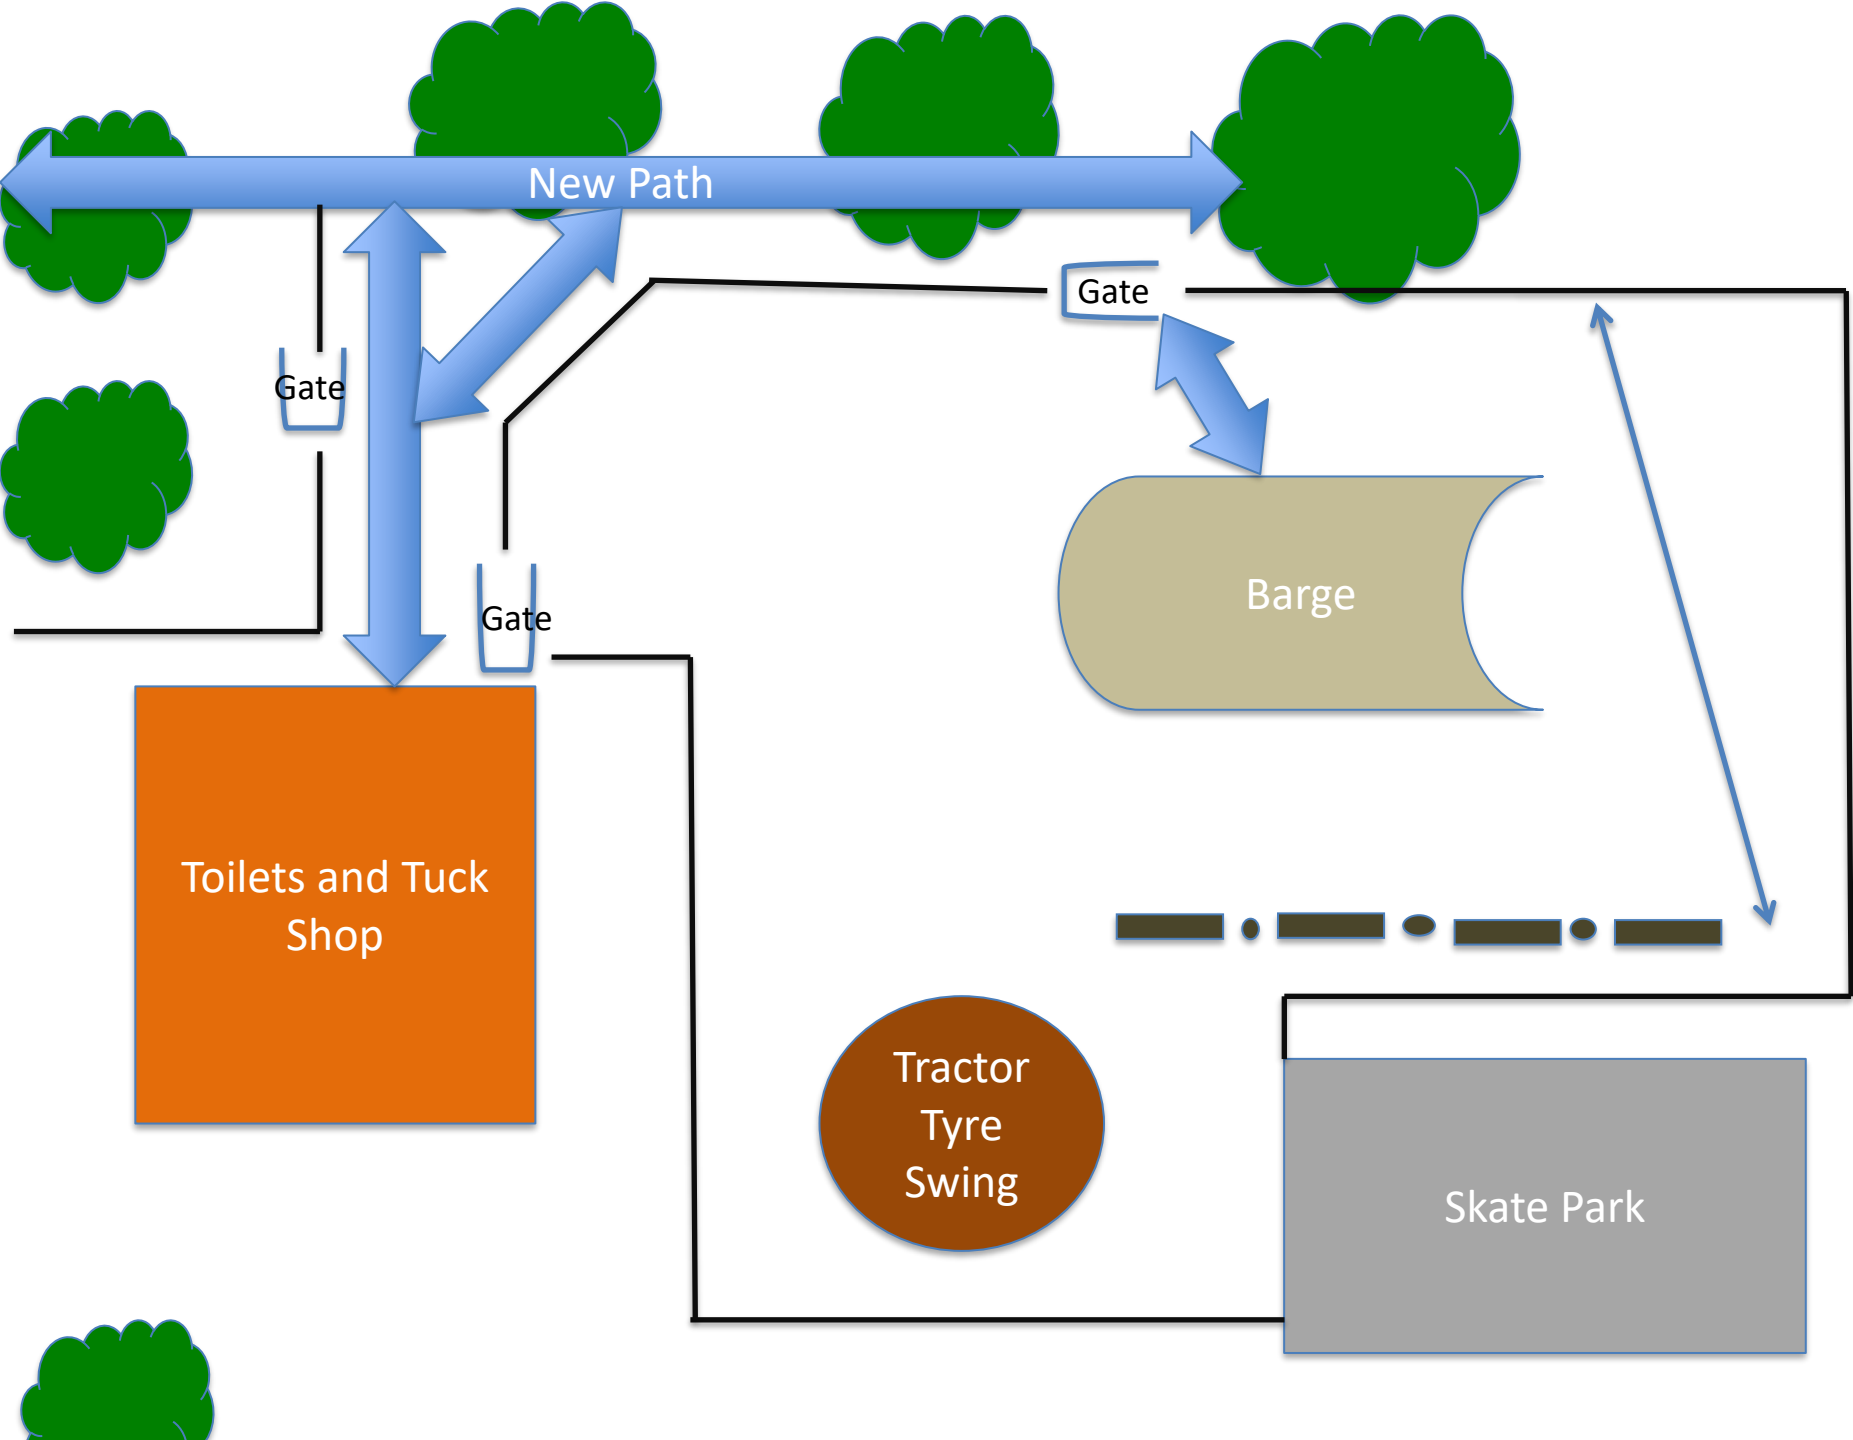 New Path
Gate
Gate
Gate
Barge
Toilets and Tuck
Shop
Tractor
Tyre
Swing
Skate Park